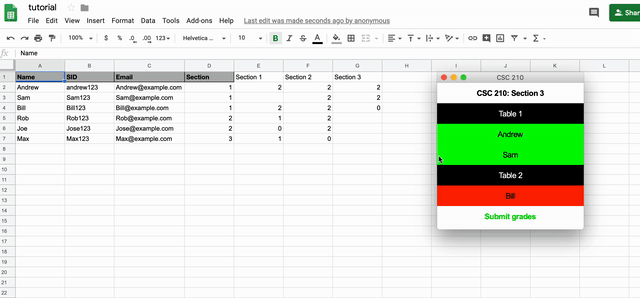 tutorial
File Edit View Insert Format Data Tools Add-ons Help Last edit was made seconds ago by anonymous
Shar
100% $ % .0 .00 123 Helvetica ... 10 B I S A
fx Name
A B C D E F G H I J K L
1 Name SID Email Section Section 1 Section 2 Section 3
2 Andrew andrew123 Andrew@example.com 1 2 2 2
3 Sam Sam123 Sam@example.com 1 2 2
4 Bill Bill123 Bill@example.com 1 2 2 0
5 Rob Rob123 Rob@example.com 2 1 2
6 Joe Jose123 Jose@example.com 2 0 2
7 Max Max123 Max@example.com 3 1 0
8
9
10
11
12
13
14
15
16
17
18
19
20
21
22
CSC 210
CSC 210: Section 3
Table 1
Andrew
Sam
Table 2
Bill
Submit grades